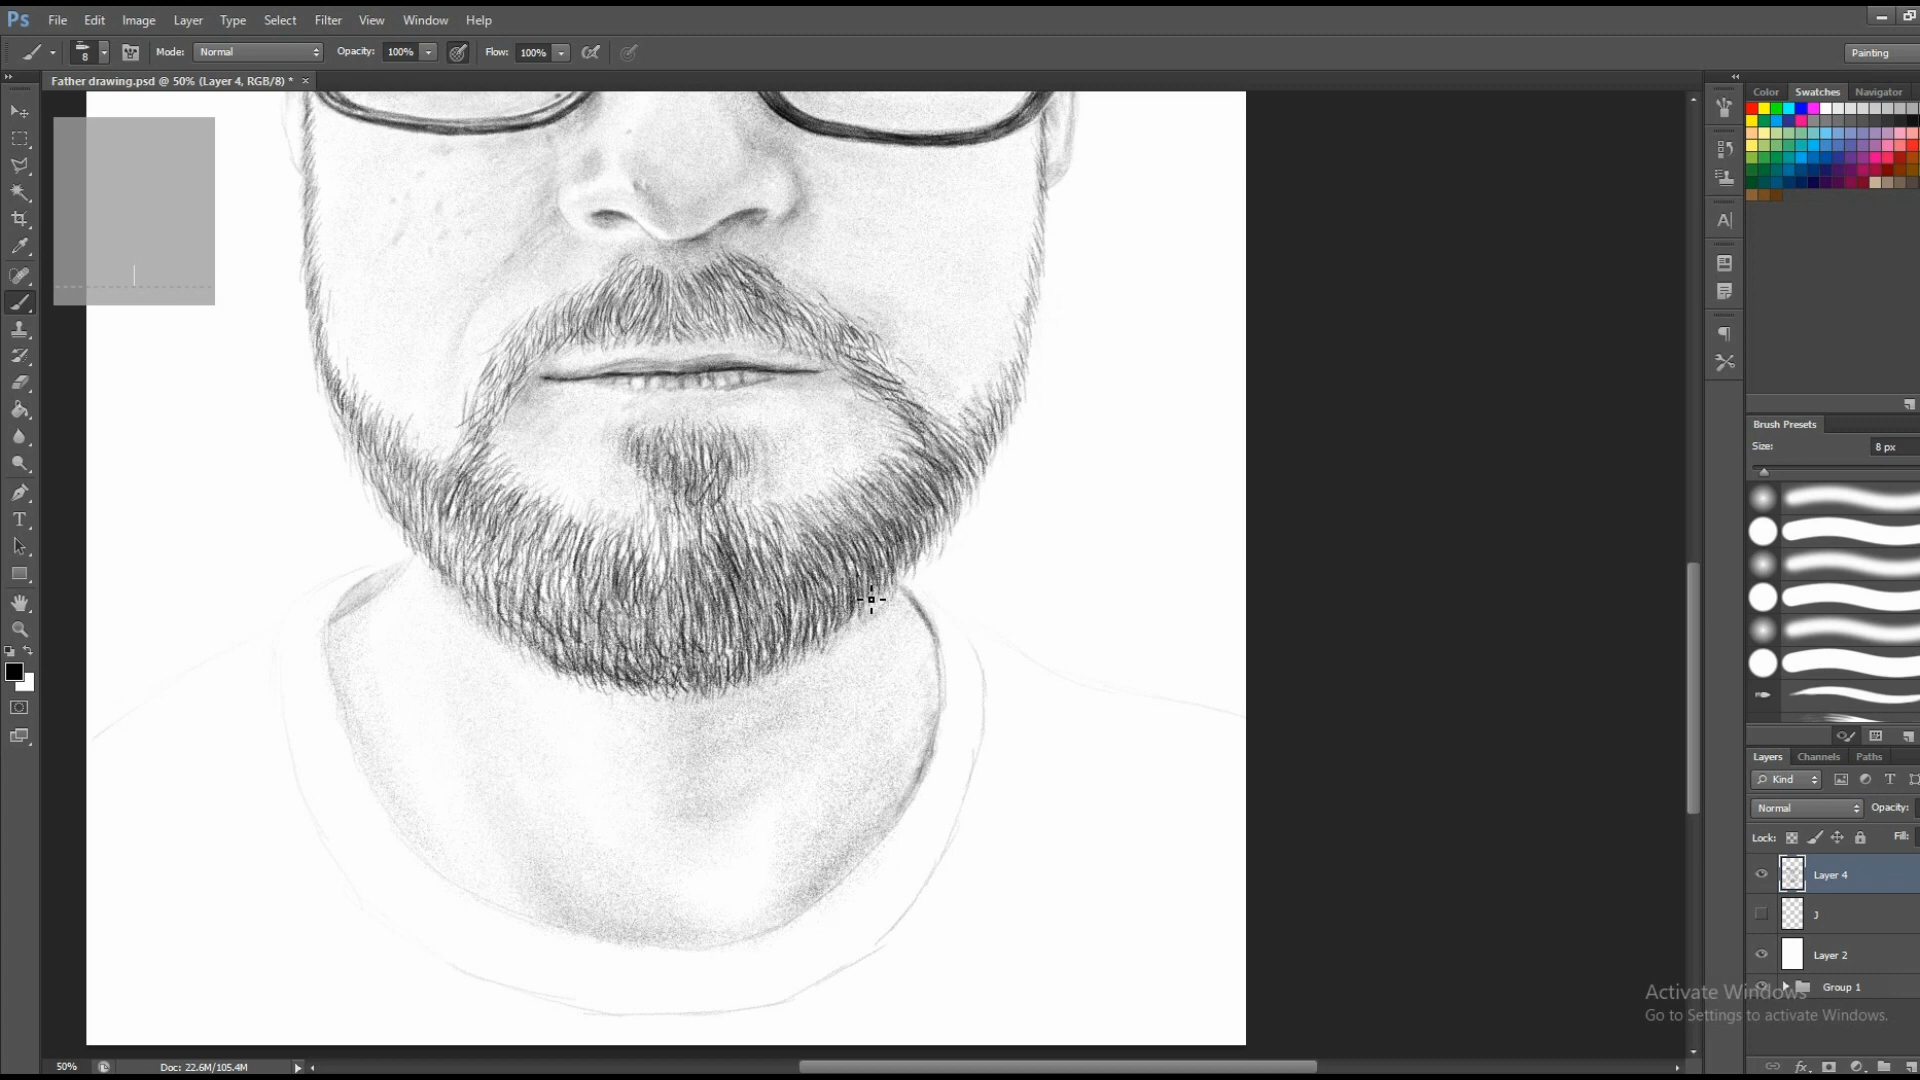 Ps File Edit Image Layer Type Select Filter View Window Help
8 Mode: Normal Opacity: 100% Flow: 100% Painting
Father drawing.psd @ 50% (Layer 4, RGB/8) * ×
Color Swatches Navigator
Brush Presets
Size: 8 px
Layers Channels Paths
Kind
Normal Opacity:
Lock: Fill:
Layer 4
J
Layer 2
Group 1
Activate Windows
Go to Settings to activate Windows.
50% Doc: 22.6M/105.4M